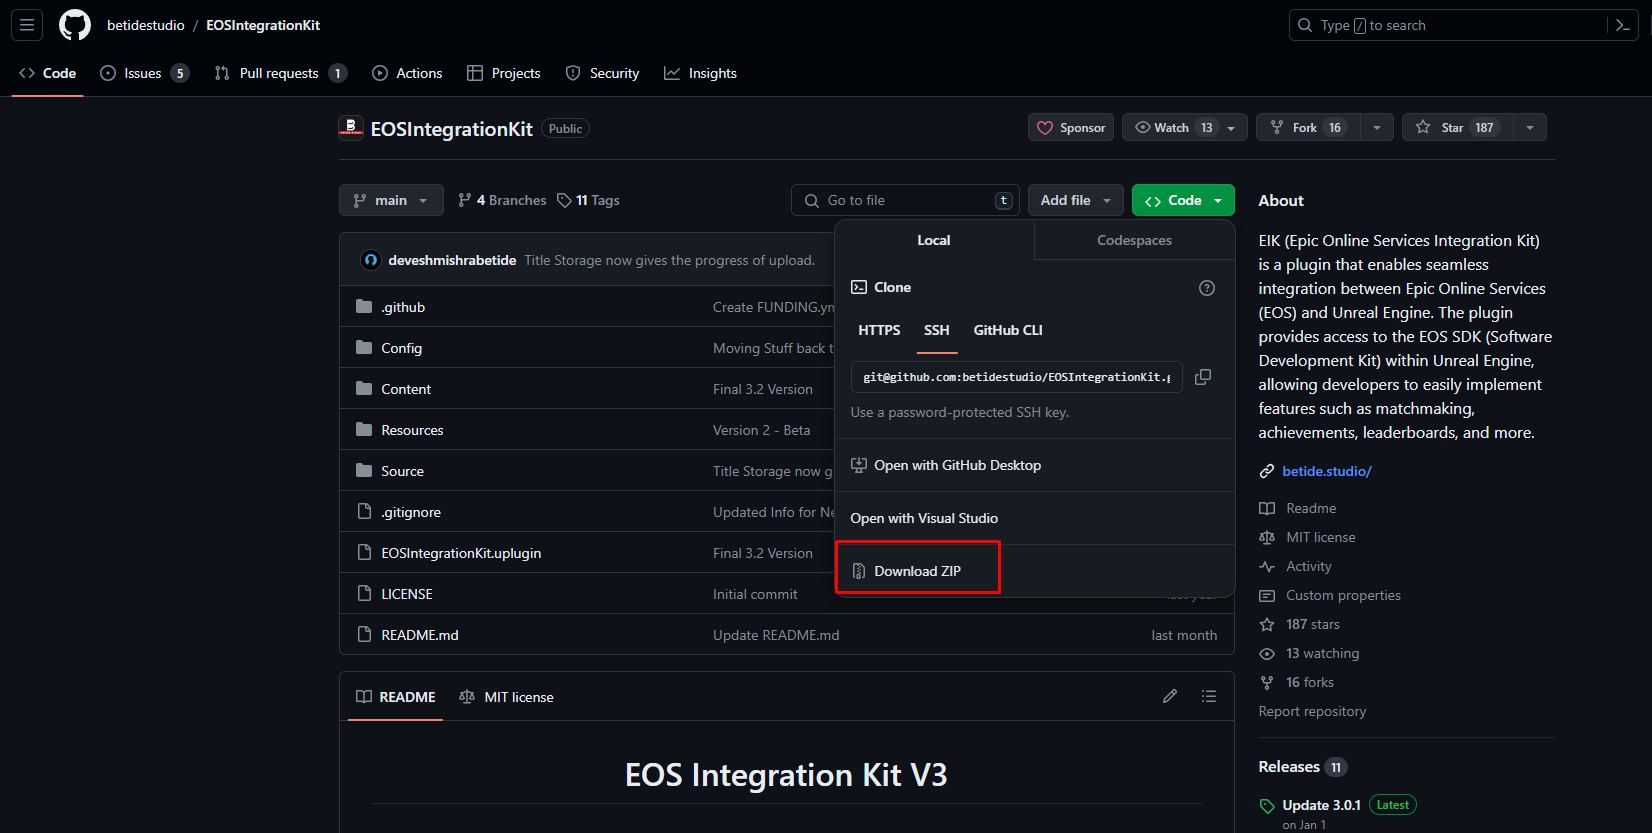 betidestudio / EOSIntegrationKit
Type / to search
Code
Issues 5
Pull requests 1
Actions
Projects
Security
Insights
EOSIntegrationKit Public
Sponsor
Watch 13
Fork 16
Star 187
main
4 Branches
11 Tags
Go to file t
Add file
Code
deveshmishrabetide Title Storage now gives the progress of upload.
.github Create FUNDING.yn
Config Moving Stuff back t
Content Final 3.2 Version
Resources Version 2 - Beta
Source Title Storage now g
.gitignore Updated Info for Ne
EOSIntegrationKit.uplugin Final 3.2 Version
LICENSE Initial commit last year
README.md Update README.md last month
Local
Codespaces
Clone
HTTPS SSH GitHub CLI
git@github.com:betidestudio/EOSIntegrationKit.g
Use a password-protected SSH key.
Open with GitHub Desktop
Open with Visual Studio
Download ZIP
README
MIT license
EOS Integration Kit V3
About
EIK (Epic Online Services Integration Kit)
is a plugin that enables seamless
integration between Epic Online Services
(EOS) and Unreal Engine. The plugin
provides access to the EOS SDK (Software
Development Kit) within Unreal Engine,
allowing developers to easily implement
features such as matchmaking,
achievements, leaderboards, and more.
betide.studio/
Readme
MIT license
Activity
Custom properties
187 stars
13 watching
16 forks
Report repository
Releases 11
Update 3.0.1 Latest
on Jan 1